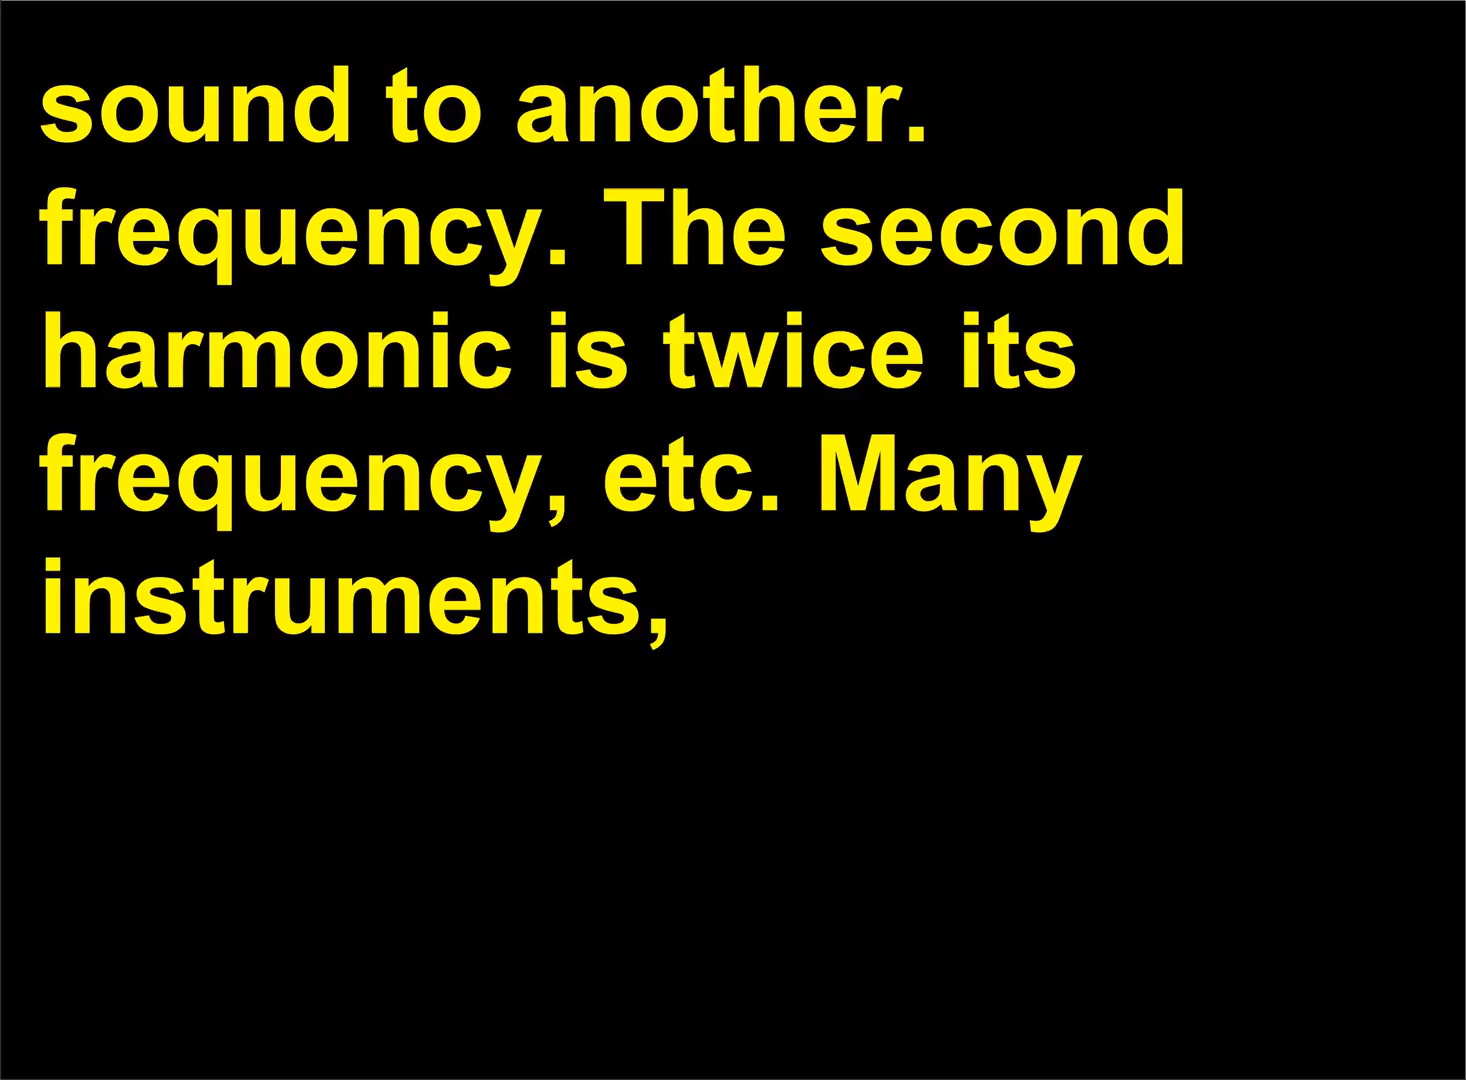 sound to another.
frequency. The second
harmonic is twice its
frequency, etc. Many
instruments,